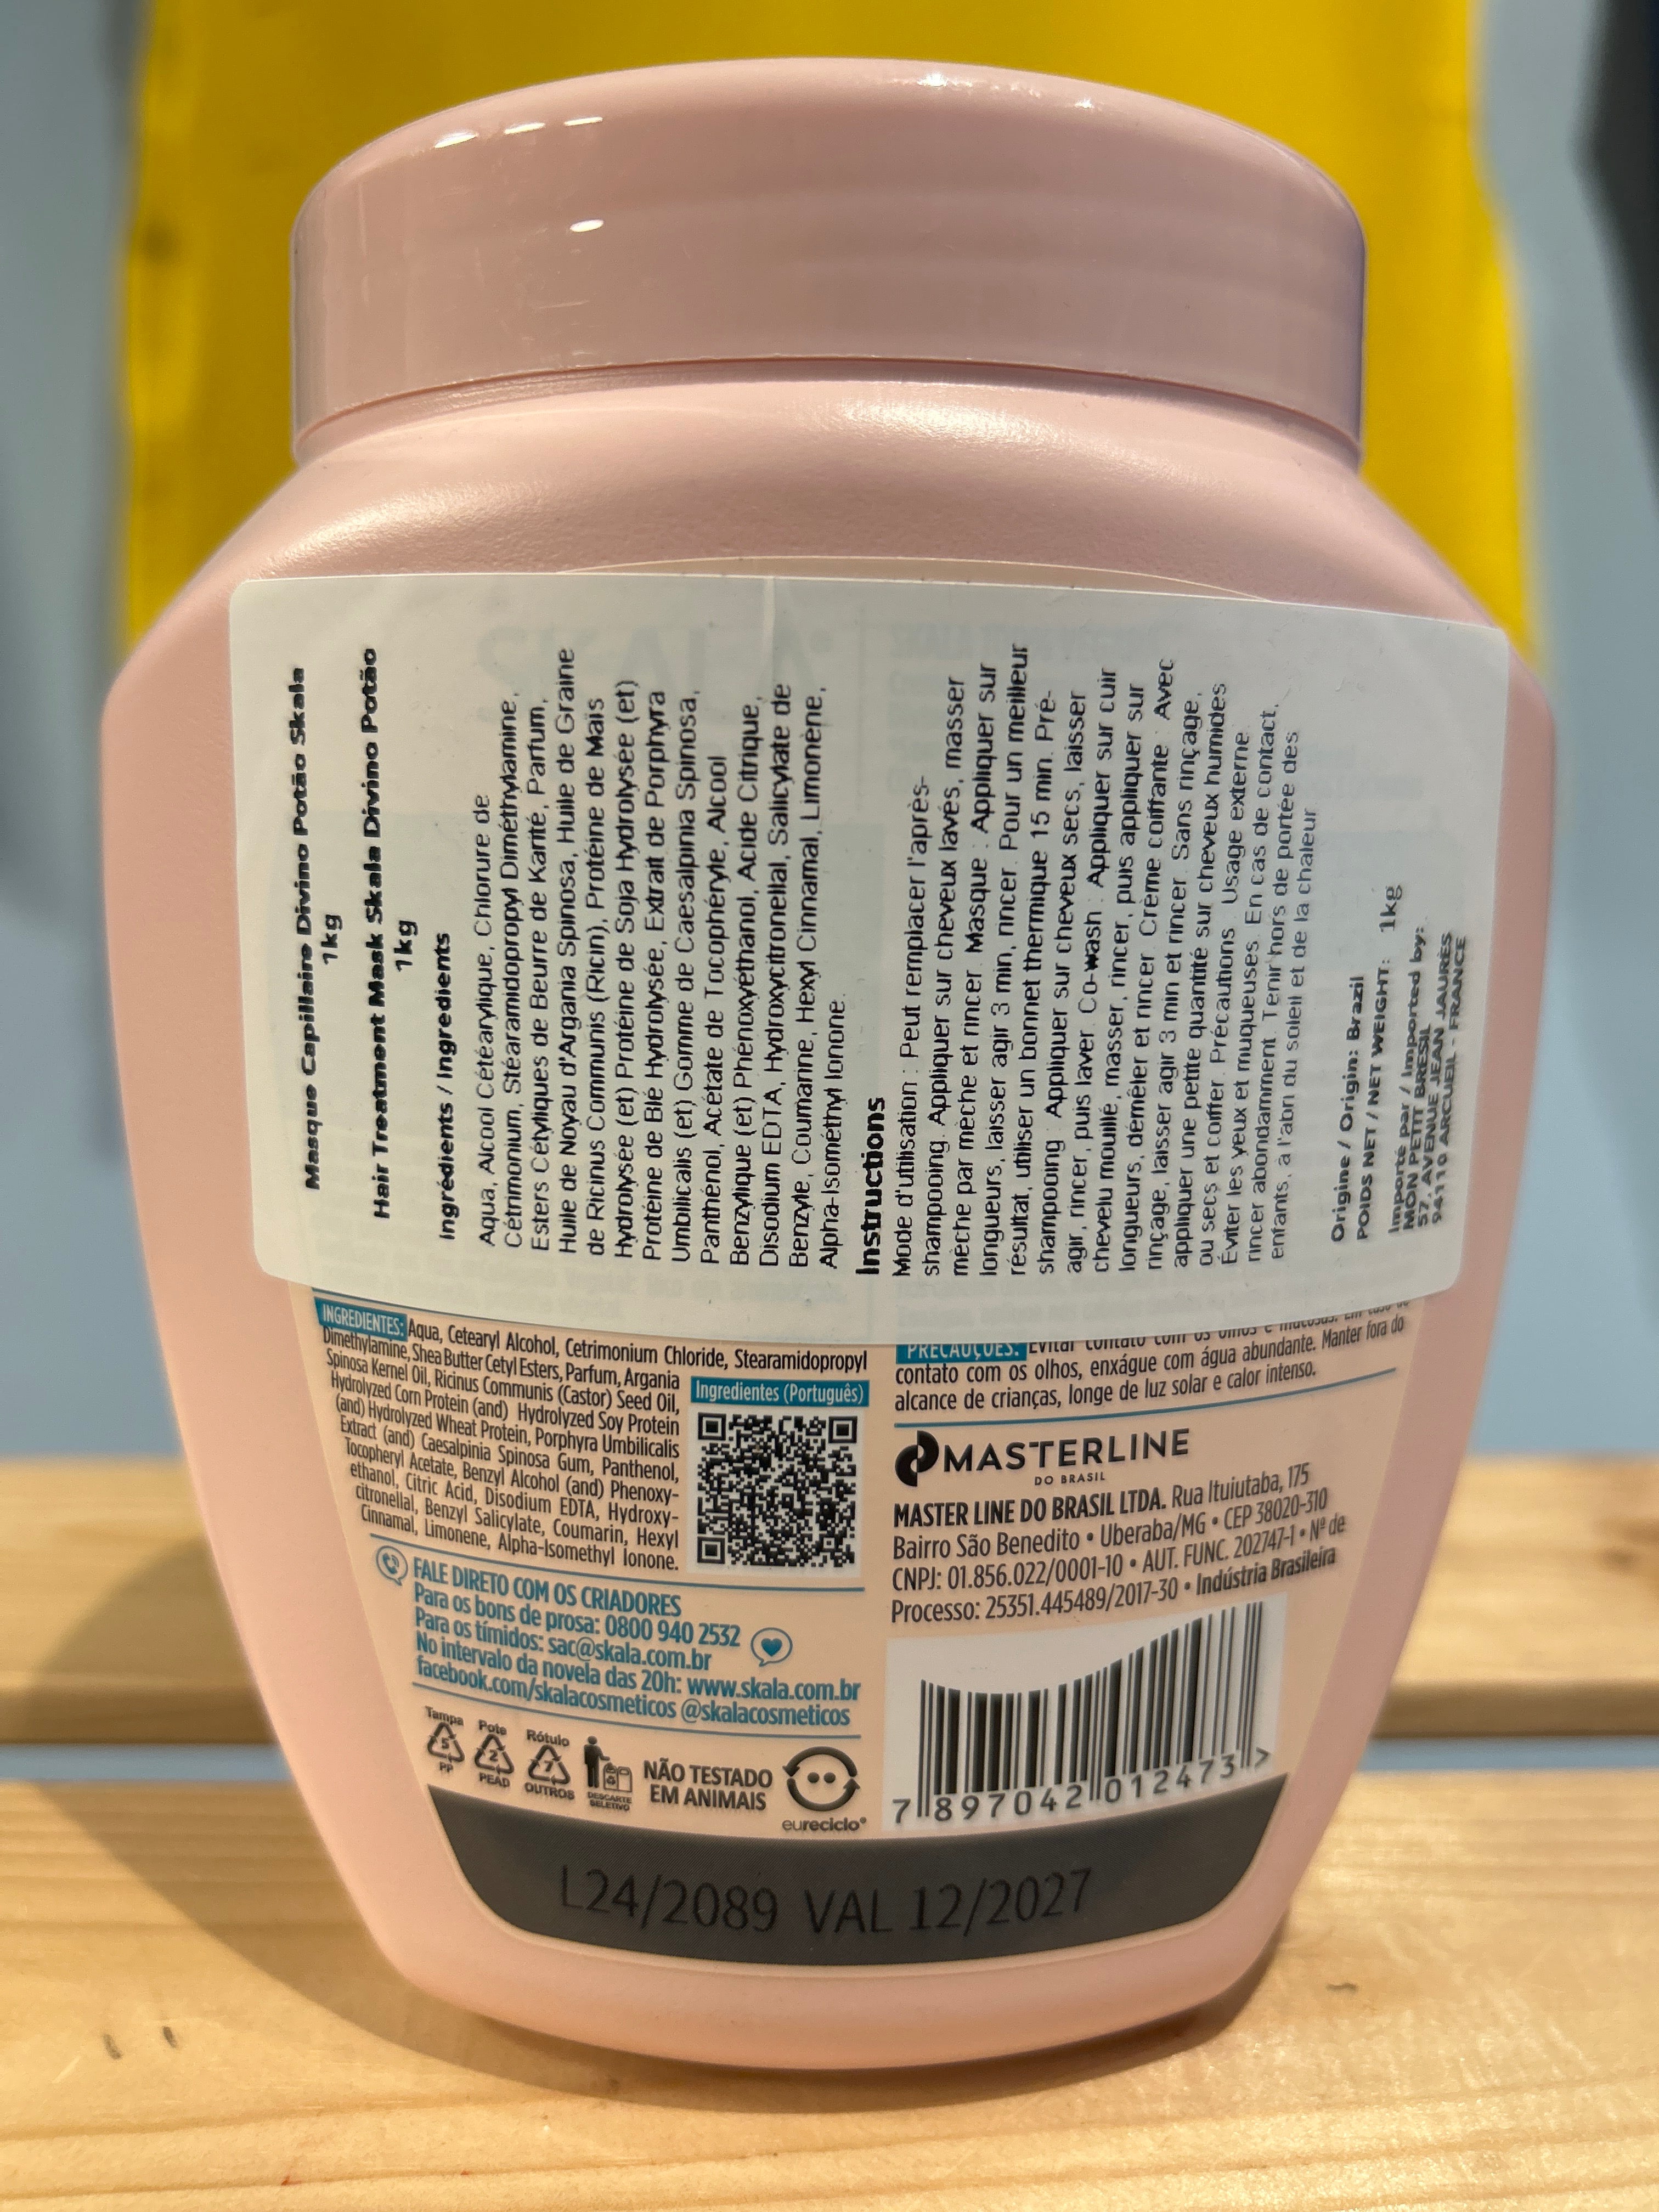 Masque Capillaire Divino Potão Skala
1kg
Hair Treatment Mask Skala Divino Potão
1kg
Ingrédients / Ingredients
Aqua, Alcool Cétéarylique, Chlorure de
Cétrimonium, Stéaramidopropyl Diméthylamine,
Esters Cétyliques de Beurre de Karité, Parfum,
Huile de Noyau d'Argania Spinosa, Huile de Graine
de Ricinus Communis (Ricin), Protéine de Maïs
Hydrolysée (et) Protéine de Soja Hydrolysée (et)
Protéine de Blé Hydrolysée, Extrait de Porphyra
Umbilicalis (et) Gomme de Caesalpinia Spinosa,
Panthénol, Acétate de Tocophéryle, Alcool
Benzylique (et) Phénoxyéthanol, Acide Citrique,
Disodium EDTA, Hydroxycitronellal, Salicylate de
Benzyle, Coumarine, Hexyl Cinnamal, Limonène,
Alpha-Isométhyl Ionone.
Instructions
Mode d'utilisation : Peut remplacer l'après-
shampooing. Appliquer sur cheveux lavés, masser
mèche par mèche et rincer. Masque : Appliquer sur
longueurs, laisser agir 3 min, rincer. Pour un meilleur
résultat, utiliser un bonnet thermique 15 min. Pré-
shampooing : Appliquer sur cheveux secs, laisser
agir, rincer, puis laver. Co-wash : Appliquer sur cuir
chevelu mouillé, masser, rincer, puis appliquer sur
longueurs, démêler et rincer. Crème coiffante : Avec
rinçage, laisser agir 3 min et rincer. Sans rinçage,
appliquer une petite quantité sur cheveux humides
ou secs et coiffer. Précautions : Usage externe.
Éviter les yeux et muqueuses. En cas de contact,
rincer abondamment. Tenir hors de portée des
enfants, à l'abri du soleil et de la chaleur
Origine / Origin: Brazil
POIDS NET / NET WEIGHT: 1kg
Importé par / Imported by:
MON PETIT BRESIL
57, AVENUE JEAN JAURÈS
94110 ARCUEIL - FRANCE
INGREDIENTES: Aqua, Cetearyl Alcohol, Cetrimonium Chloride, Stearamidopropyl
Dimethylamine, Shea Butter Cetyl Esters, Parfum, Argania
Spinosa Kernel Oil, Ricinus Communis (Castor) Seed Oil,
Hydrolyzed Corn Protein (and) Hydrolyzed Soy Protein
(and) Hydrolyzed Wheat Protein, Porphyra Umbilicalis
Extract (and) Caesalpinia Spinosa Gum, Panthenol,
Tocopheryl Acetate, Benzyl Alcohol (and) Phenoxy-
ethanol, Citric Acid, Disodium EDTA, Hydroxy-
citronellal, Benzyl Salicylate, Coumarin, Hexyl
Cinnamal, Limonene, Alpha-Isomethyl Ionone.
Ingredientes (Português)
FALE DIRETO COM OS CRIADORES
Para os bons de prosa: 0800 940 2532
Para os tímidos: sac@skala.com.br
No intervalo da novela das 20h: www.skala.com.br
facebook.com/skalacosmeticos @skalacosmeticos
Tampa
5
PP
Pote
2
PEAD
Rótulo
7
OUTROS
DESCARTE
SELETIVO
NÃO TESTADO
EM ANIMAIS
eureciclo®
PRECAUÇÕES: Evitar contato com os olhos e mucosas. Em caso de
contato com os olhos, enxágue com água abundante. Manter fora do
alcance de crianças, longe de luz solar e calor intenso.
MASTERLINE
DO BRASIL
MASTER LINE DO BRASIL LTDA. Rua Ituiutaba, 175
Bairro São Benedito • Uberaba/MG • CEP 38020-310
CNPJ: 01.856.022/0001-10 • AUT. FUNC. 202747-1 • Nº de
Processo: 25351.445489/2017-30 • Indústria Brasileira
7 897042 012473 >
L24/2089 VAL 12/2027